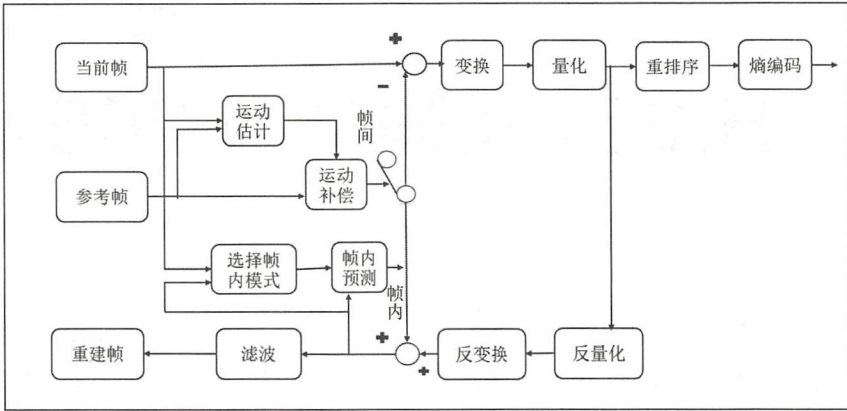 当前帧
变换
量化
重排序
熵编码
运动
估计
帧间
参考帧
运动
补偿
选择帧
内模式
帧内
预测
帧内
重建帧
滤波
反变换
反量化